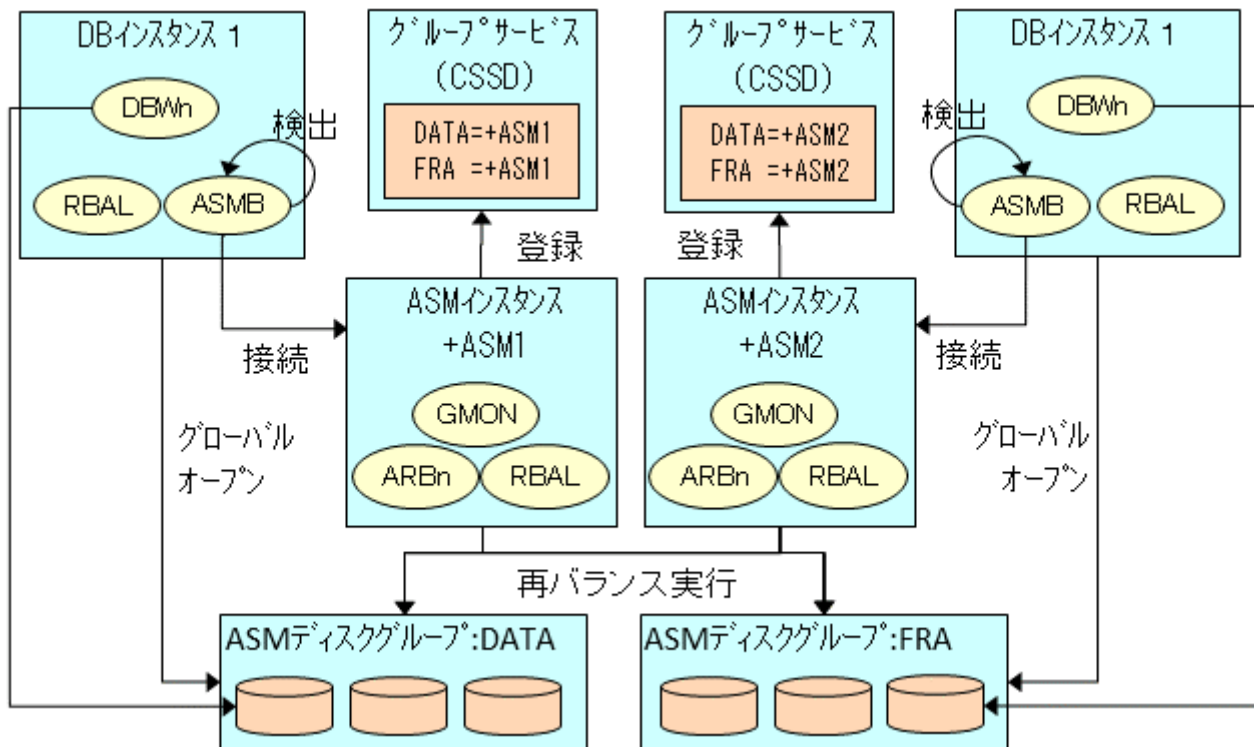 DBインスタンス 1
DBWn
検出
RBAL
ASMB
グループサービス
(CSSD)
DATA=+ASM1
FRA =+ASM1
グループサービス
(CSSD)
DATA=+ASM2
FRA =+ASM2
DBインスタンス 1
DBWn
検出
ASMB
RBAL
登録
登録
接続
ASMインスタンス
+ASM1
GMON
ARBn
RBAL
ASMインスタンス
+ASM2
GMON
ARBn
RBAL
接続
グローバル
オープン
グローバル
オープン
再バランス実行
ASMディスクグループ:DATA
ASMディスクグループ:FRA